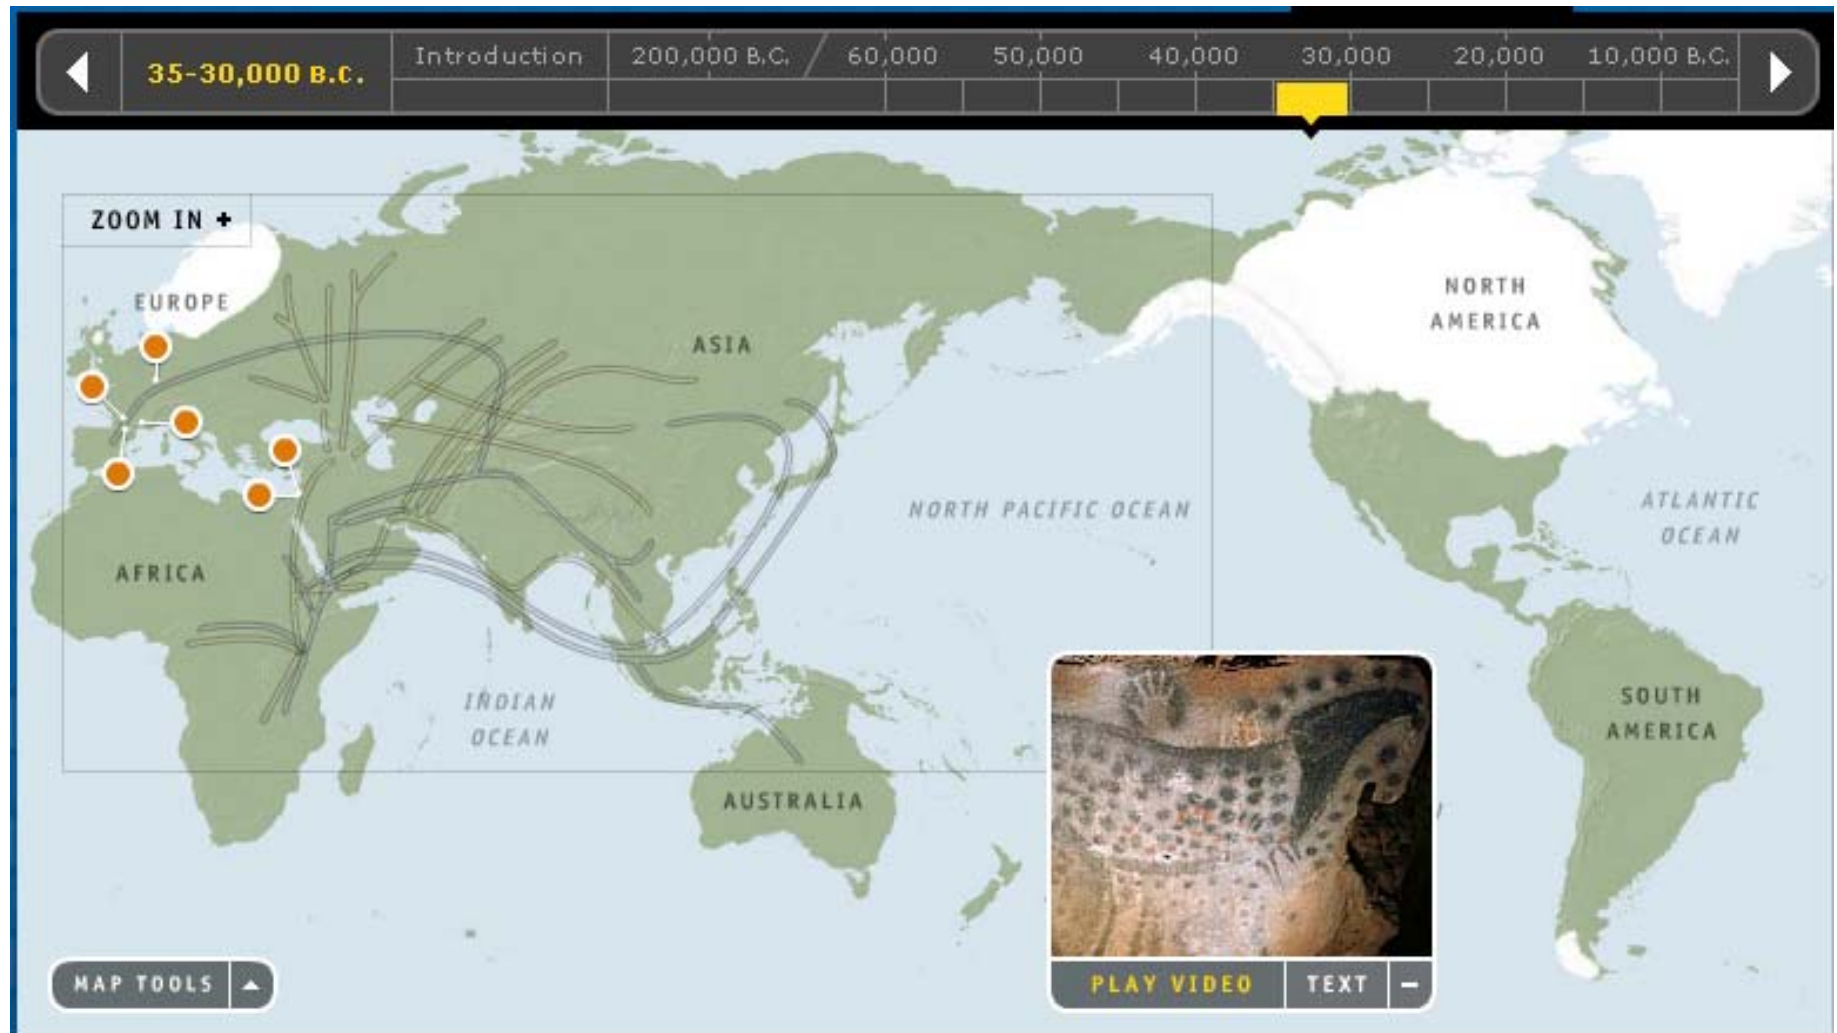 35-30,000 B.C.
Introduction
200,000 B.C.
60,000
50,000
40,000
30,000
20,000
10,000 B.C.
ZOOM IN +
EUROPE
ASIA
NORTH
AMERICA
NORTH PACIFIC OCEAN
ATLANTIC
OCEAN
AFRICA
INDIAN
OCEAN
SOUTH
AMERICA
AUSTRALIA
MAP TOOLS
PLAY VIDEO
TEXT